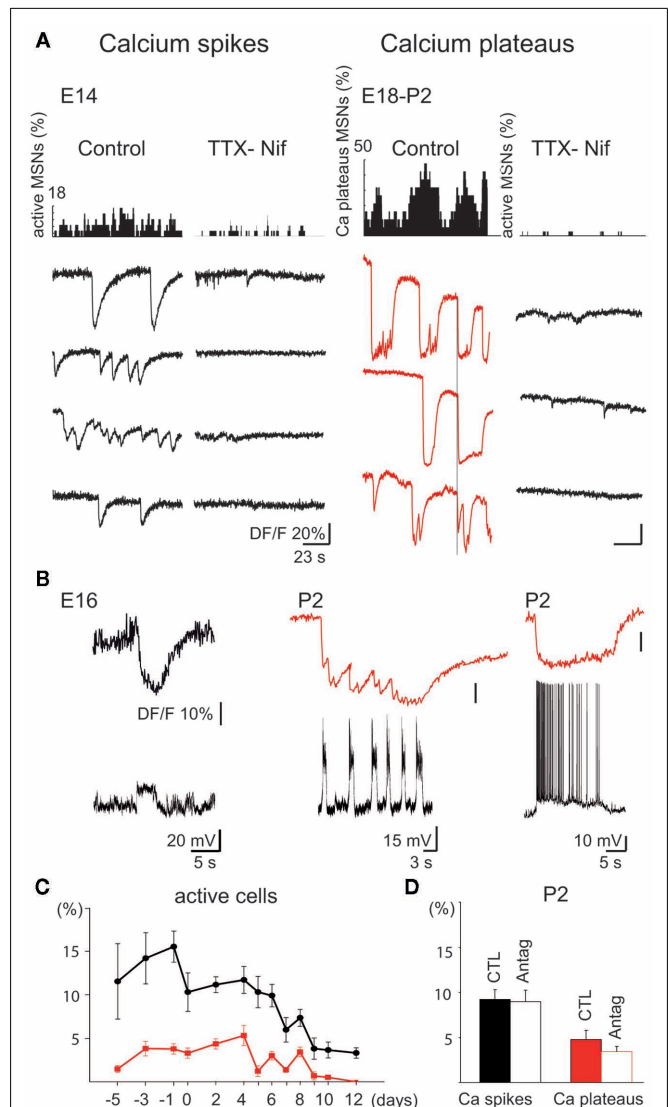 A
Calcium spikes
Calcium plateaus
E14
E18-P2
active MSNs (%)
18
Control
TTX- Nif
Ca plateaus MSNs (%)
50
Control
active MSNs (%)
TTX- Nif
DF/F 20%
23 s
B
E16
P2
P2
DF/F 10%
20 mV
5 s
15 mV
3 s
10 mV
5 s
C
active cells
(%)
15
10
5
-5 -3 -1 0 2 4 6 8 10 12 (days)
D
P2
(%)
15
10
5
CTL
Antag
CTL
Antag
Ca spikes
Ca plateaus